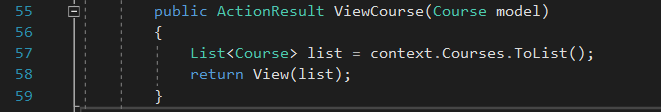 55 public ActionResult ViewCourse(Course model)
56 {
57 List<Course> list = context.Courses.ToList();
58 return View(list);
59 }